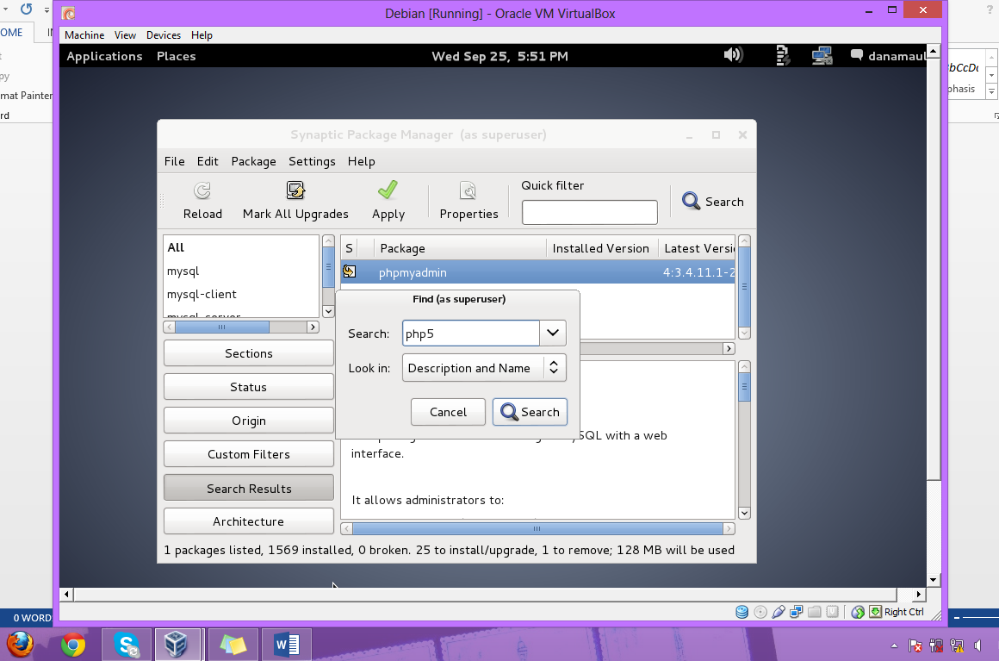 Debian [Running] - Oracle VM VirtualBox
OME
Machine View Devices Help
Applications Places
Wed Sep 25, 5:51 PM
danamaul
mat Painter
Synaptic Package Manager (as superuser)
File Edit Package Settings Help
Reload
Mark All Upgrades
Apply
Properties
Quick filter
Search
All
mysql
mysql-client
mysql-server
S Package Installed Version Latest Versi
phpmyadmin 4:3.4.11.1-2
Find (as superuser)
Search: php5
Look in: Description and Name
Cancel Search
Sections
Status
Origin
Custom Filters
Search Results
Architecture
SQL with a web
interface.
It allows administrators to:
1 packages listed, 1569 installed, 0 broken. 25 to install/upgrade, 1 to remove; 128 MB will be used
0 WORD
Right Ctrl